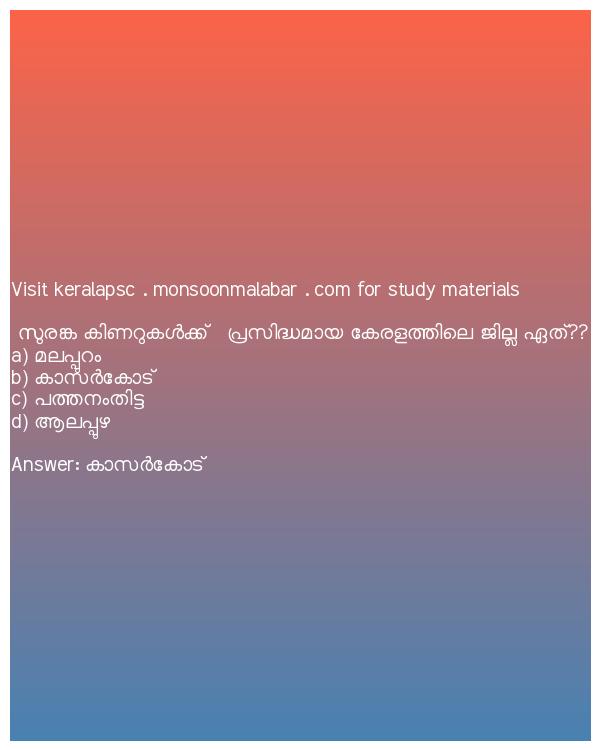 Visit keralapsc . monsoonmalabar . com for study materials
സുരങ്ക കിണറുകൾക്ക് പ്രസിദ്ധമായ കേരളത്തിലെ ജില്ല ഏത്??
a) മലപ്പുറം
b) കാസർകോട്
c) പത്തനംതിട്ട
d) ആലപ്പുഴ
Answer: കാസർകോട്